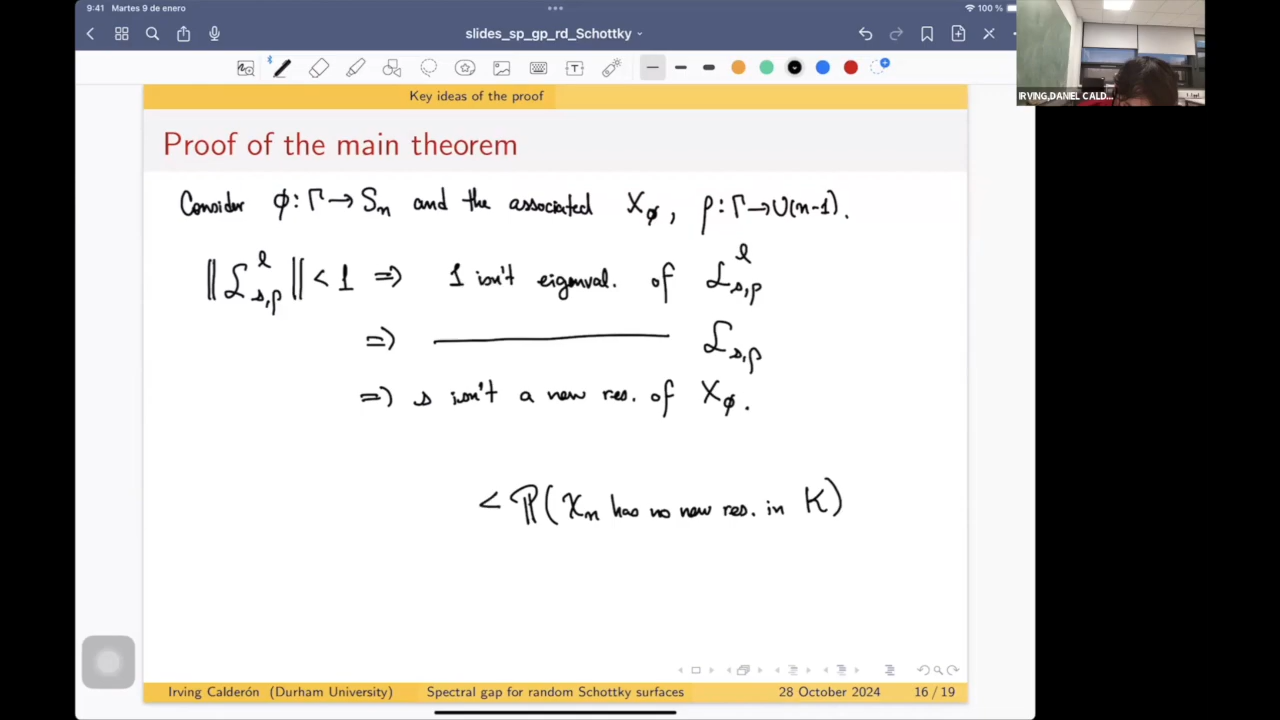 9:41 Martes 9 de enero
100 %
slides_sp_gp_rd_Schottky
IRVING,DANIEL CALD...
Key ideas of the proof
Proof of the main theorem
Consider ϕ: Γ → Sₙ and the associated X_ϕ, ρ: Γ → U(n-1).
‖ℒ^ℓ_{s,ρ}‖ < 1 ⇒ 1 isn't eigenval. of ℒ^ℓ_{s,ρ}
⇒ ————— ℒ_{s,ρ}
⇒ s isn't a new res. of X_ϕ.
< ℙ(Xₙ has no new res. in K)
Irving Calderón (Durham University) Spectral gap for random Schottky surfaces 28 October 2024 16 / 19